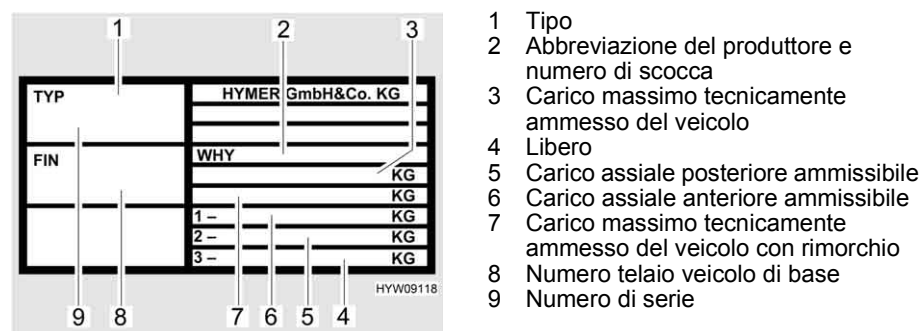 1 2 3
TYP
HYMER GmbH&Co. KG
FIN
WHY
KG
KG
1 – KG
2 – KG
3 – KG
HYW09118
9 8 7 6 5 4
1 Tipo
2 Abbreviazione del produttore e
numero di scocca
3 Carico massimo tecnicamente
ammesso del veicolo
4 Libero
5 Carico assiale posteriore ammissibile
6 Carico assiale anteriore ammissibile
7 Carico massimo tecnicamente
ammesso del veicolo con rimorchio
8 Numero telaio veicolo di base
9 Numero di serie